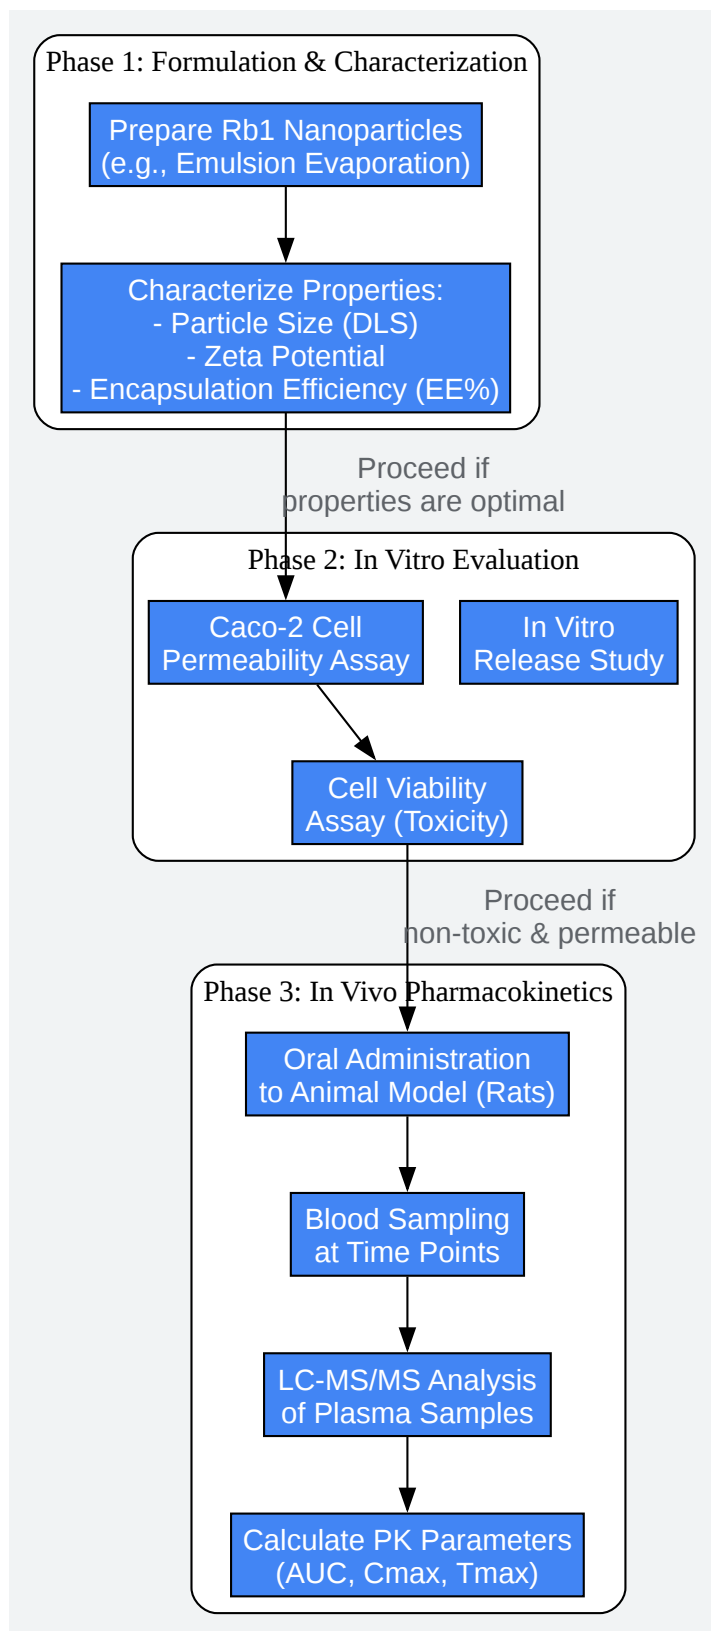 Phase 1: Formulation & Characterization
Prepare Rb1 Nanoparticles
(e.g., Emulsion Evaporation)
Characterize Properties:
- Particle Size (DLS)
- Zeta Potential
- Encapsulation Efficiency (EE%)
Proceed if
properties are optimal
Phase 2: In Vitro Evaluation
Caco-2 Cell
Permeability Assay
In Vitro
Release Study
Cell Viability
Assay (Toxicity)
Proceed if
non-toxic & permeable
Phase 3: In Vivo Pharmacokinetics
Oral Administration
to Animal Model (Rats)
Blood Sampling
at Time Points
LC-MS/MS Analysis
of Plasma Samples
Calculate PK Parameters
(AUC, Cmax, Tmax)